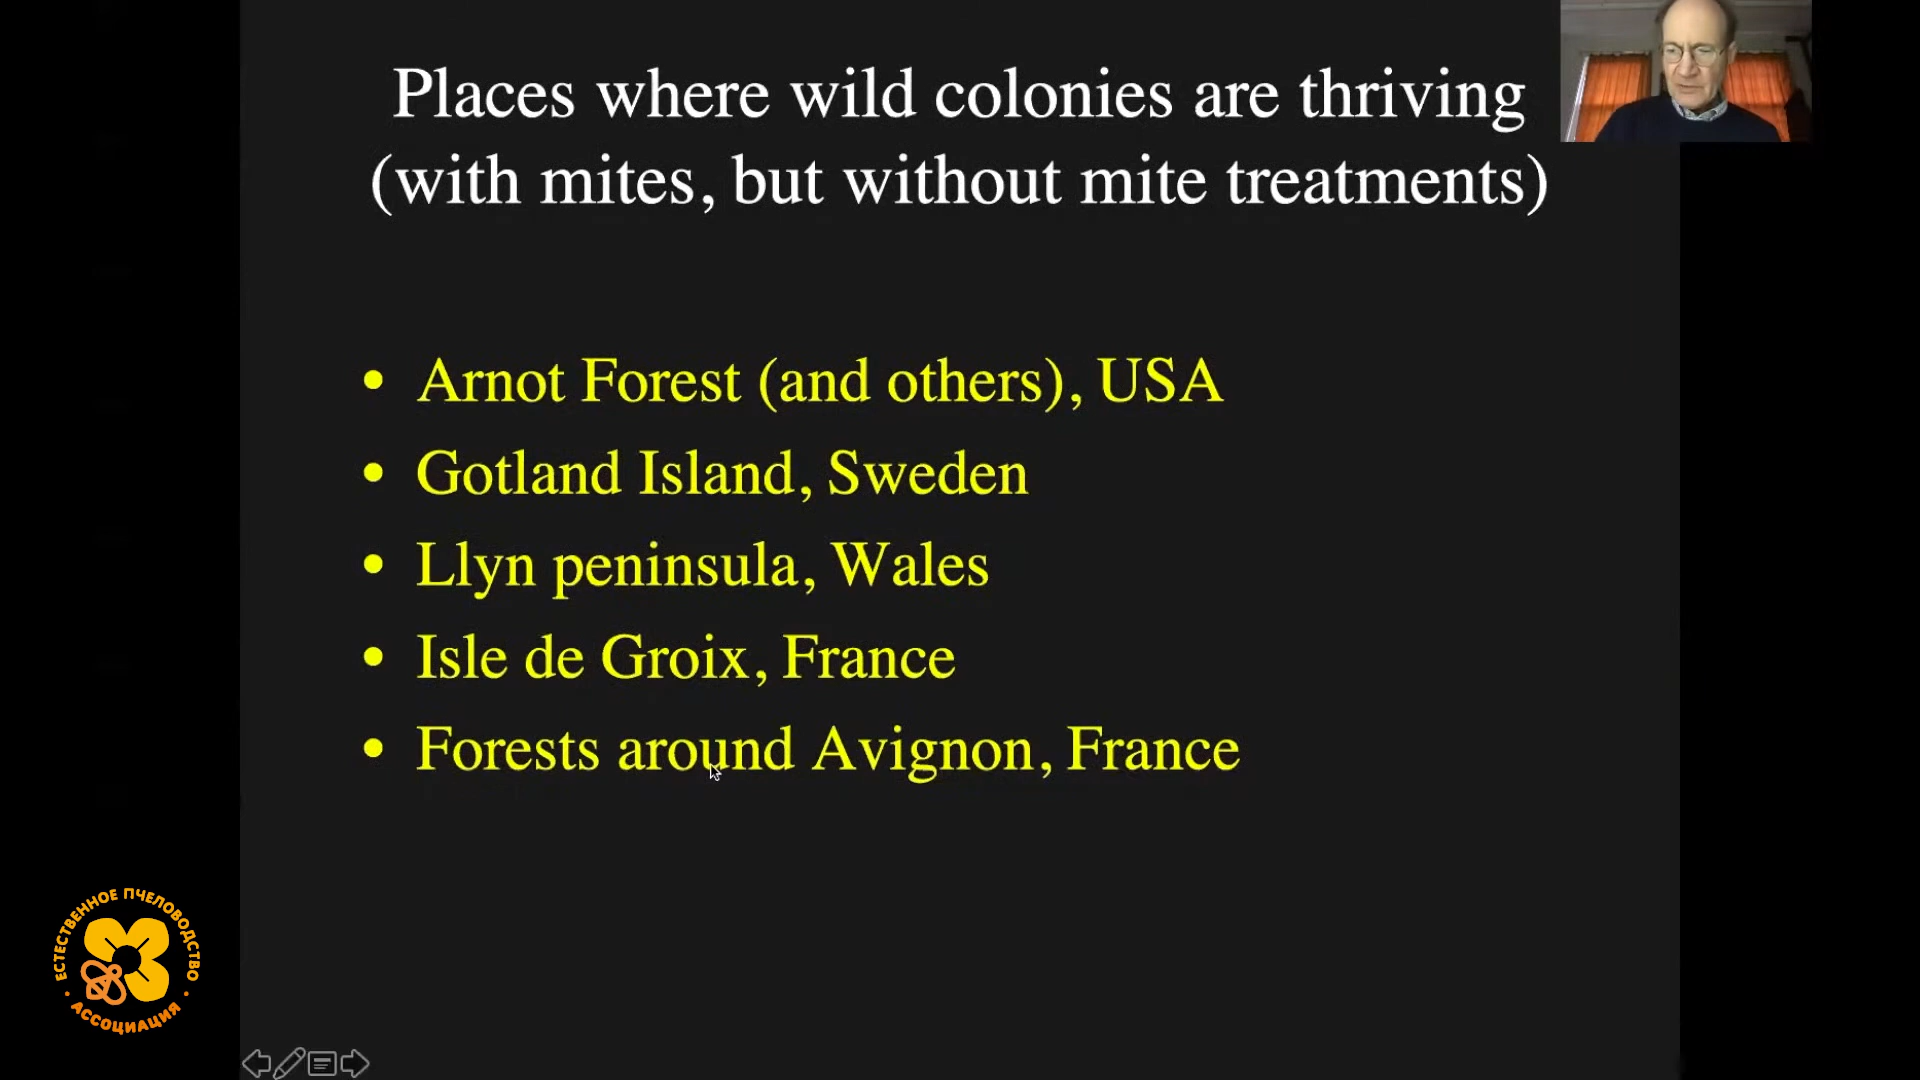 Places where wild colonies are thriving
(with mites, but without mite treatments)
• Arnot Forest (and others), USA
• Gotland Island, Sweden
• Llyn peninsula, Wales
• Isle de Groix, France
• Forests around Avignon, France
ЕСТЕСТВЕННОЕ ПЧЕЛОВОДСТВО
• АССОЦИАЦИЯ •